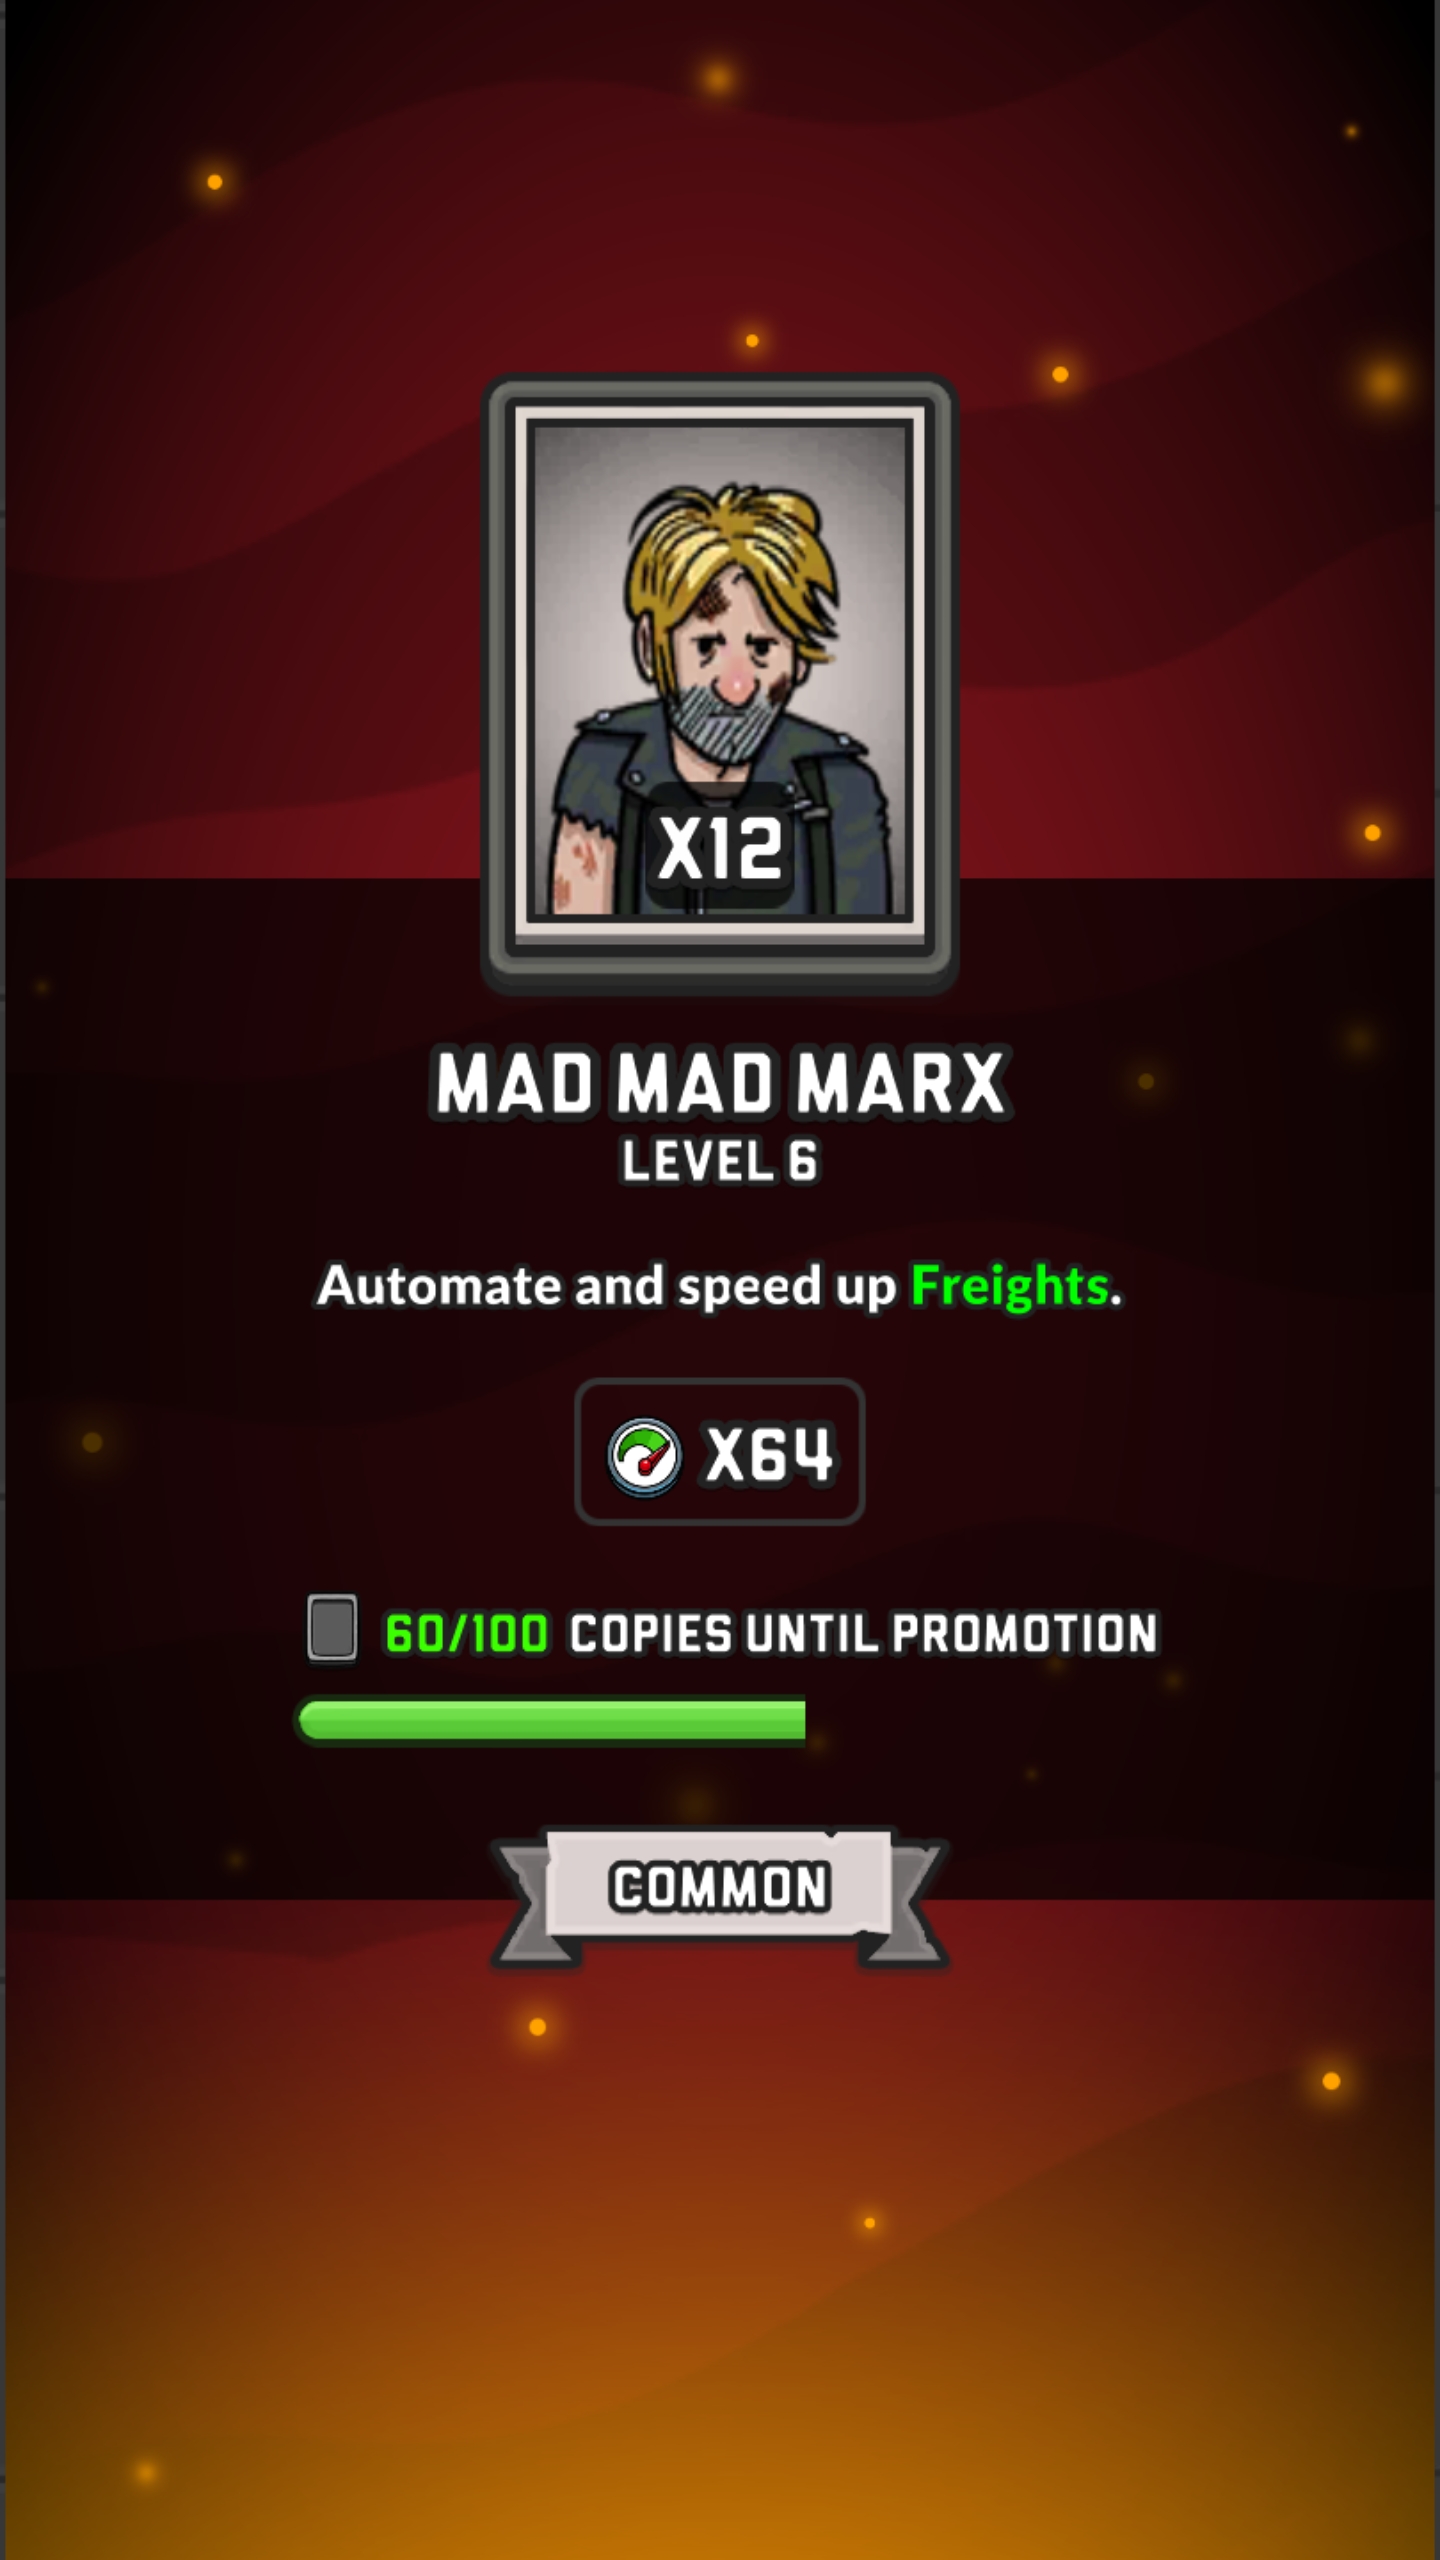 X12
MAD MAD MARX
LEVEL 6
Automate and speed up Freights.
X64
60/100 COPIES UNTIL PROMOTION
COMMON